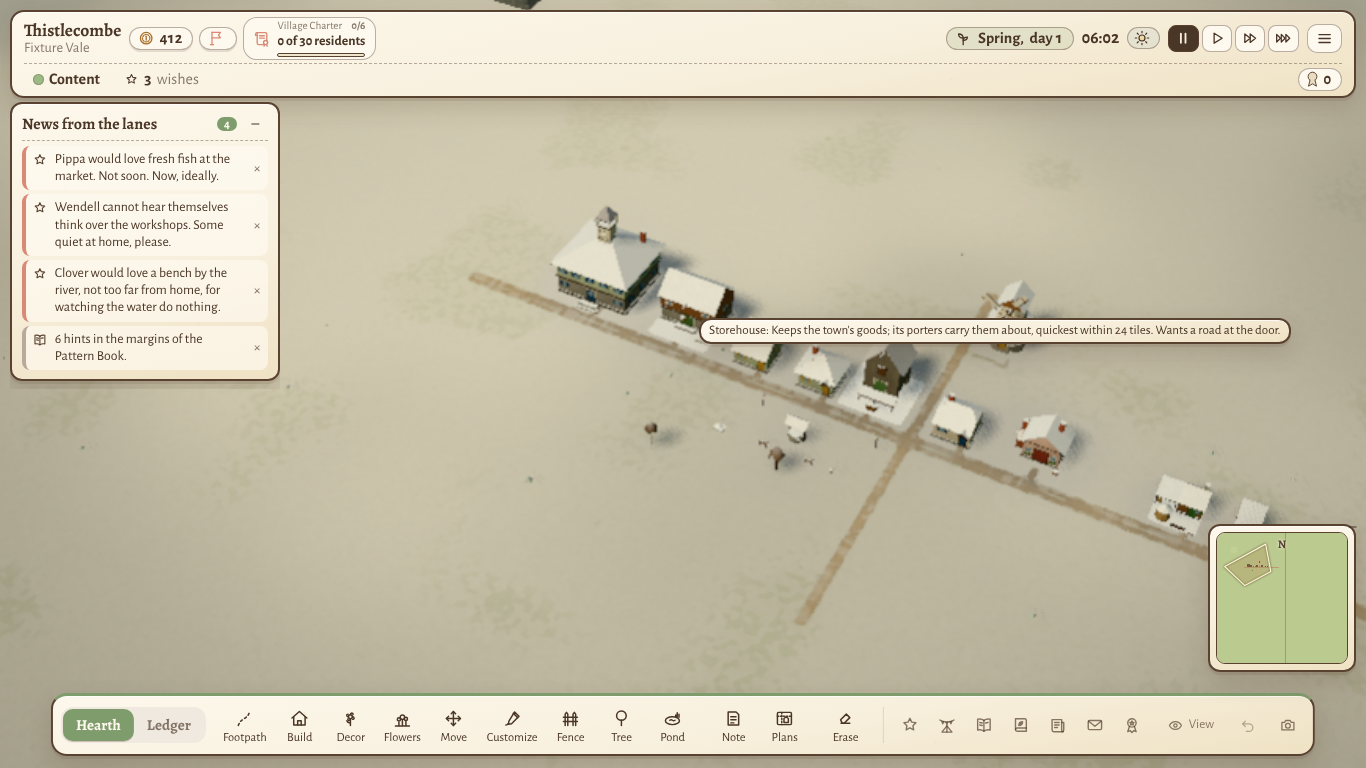 Thistlecombe
Fixture Vale
412
Village Charter 0/6
0 of 30 residents
Spring, day 1
06:02
Content
3 wishes
0
News from the lanes
4
Pippa would love fresh fish at the
market. Not soon. Now, ideally.
Wendell cannot hear themselves
think over the workshops. Some
quiet at home, please.
Clover would love a bench by the
river, not too far from home, for
watching the water do nothing.
6 hints in the margins of the
Pattern Book.
Storehouse: Keeps the town's goods; its porters carry them about, quickest within 24 tiles. Wants a road at the door.
N
Hearth
Ledger
Footpath
Build
Decor
Flowers
Move
Customize
Fence
Tree
Pond
Note
Plans
Erase
View